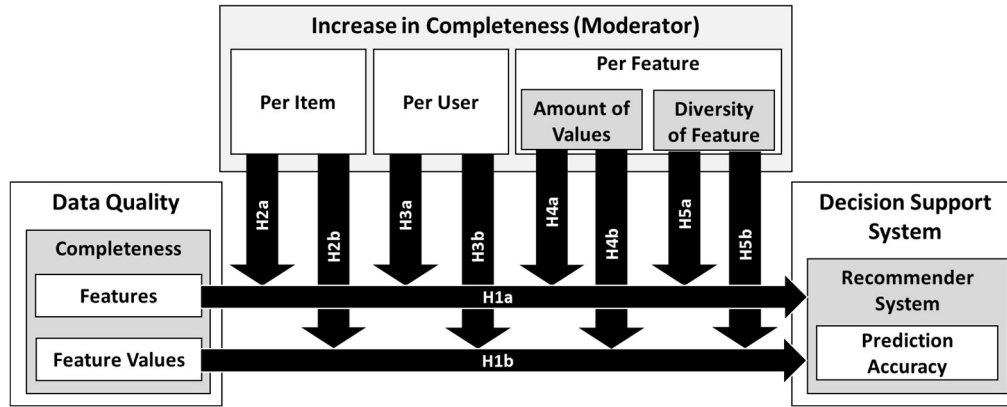 Increase in Completeness (Moderator)
Per Item
Per User
Per Feature
Amount of
Values
Diversity
of Feature
H2a
H2b
H3a
H3b
H4a
H4b
H5a
H5b
Data Quality
Completeness
Features
Feature Values
H1a
H1b
Decision Support
System
Recommender
System
Prediction
Accuracy